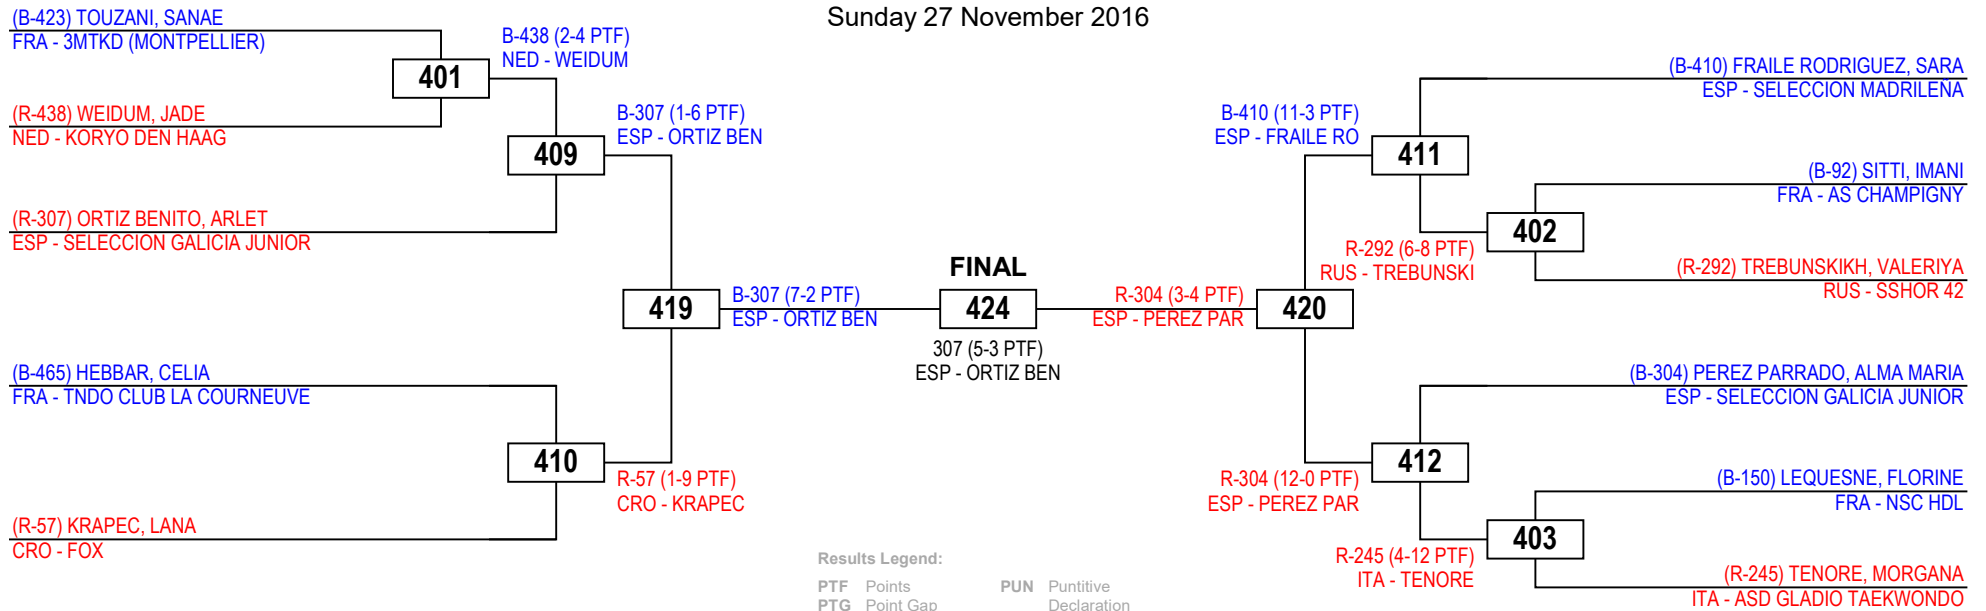 Sunday 27 November 2016
(B-423) TOUZANI, SANAE
FRA - 3MTKD (MONTPELLIER)
401
(R-438) WEIDUM, JADE
NED - KORYO DEN HAAG
B-438 (2-4 PTF)
NED - WEIDUM
409
(R-307) ORTIZ BENITO, ARLET
ESP - SELECCION GALICIA JUNIOR
B-307 (1-6 PTF)
ESP - ORTIZ BEN
419
(B-465) HEBBAR, CELIA
FRA - TNDO CLUB LA COURNEUVE
410
(R-57) KRAPEC, LANA
CRO - FOX
R-57 (1-9 PTF)
CRO - KRAPEC
B-307 (7-2 PTF)
ESP - ORTIZ BEN
FINAL
424
307 (5-3 PTF)
ESP - ORTIZ BEN
R-304 (3-4 PTF)
ESP - PEREZ PAR
420
B-410 (11-3 PTF)
ESP - FRAILE RO
411
(B-410) FRAILE RODRIGUEZ, SARA
ESP - SELECCION MADRILEÑA
(B-92) SITTI, IMANI
FRA - AS CHAMPIGNY
402
R-292 (6-8 PTF)
RUS - TREBUNSKI
(R-292) TREBUNSKIKH, VALERIYA
RUS - SSHOR 42
(B-304) PEREZ PARRADO, ALMA MARIA
ESP - SELECCION GALICIA JUNIOR
412
R-304 (12-0 PTF)
ESP - PEREZ PAR
(B-150) LEQUESNE, FLORINE
FRA - NSC HDL
403
R-245 (4-12 PTF)
ITA - TENORE
(R-245) TENORE, MORGANA
ITA - ASD GLADIO TAEKWONDO
Results Legend:
PTF Points PUN Puntitive
PTG Point Gap Declaration